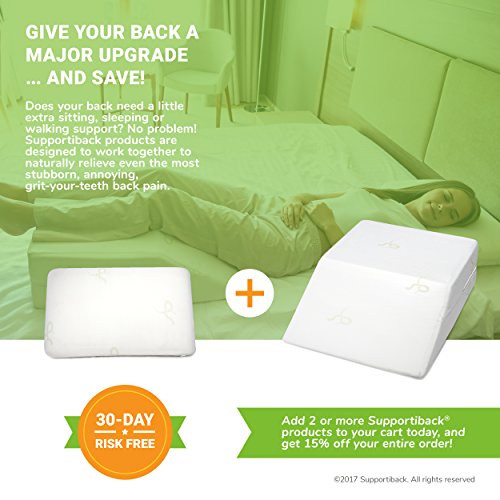 GIVE YOUR BACK A
MAJOR UPGRADE
... AND SAVE!
Does your back need a little
extra sitting, sleeping or
walking support? No problem!
Supportiback products are
designed to work together to
naturally relieve even the most
stubborn, annoying,
grit-your-teeth back pain.
+
30-DAY
RISK FREE
Add 2 or more Supportiback®
products to your cart today, and
get 15% off your entire order!
©2017 Supportiback. All rights reserved